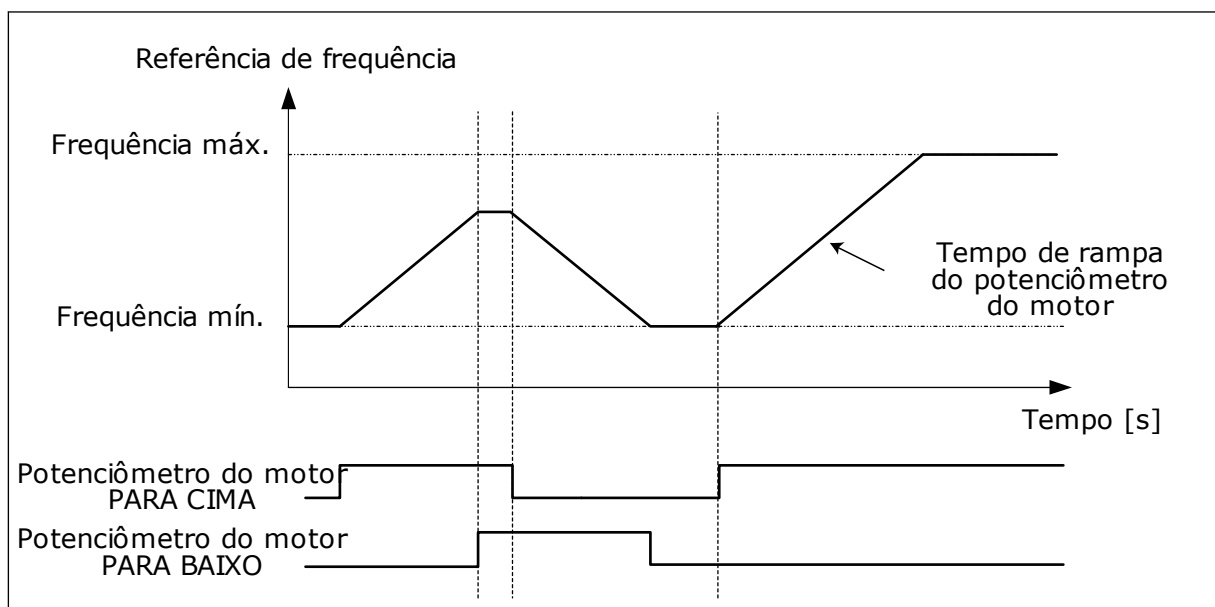 Referência de frequência
Frequência máx.
Tempo de rampa
do potenciômetro
do motor
Frequência mín.
Tempo [s]
Potenciômetro do motor
PARA CIMA
Potenciômetro do motor
PARA BAIXO